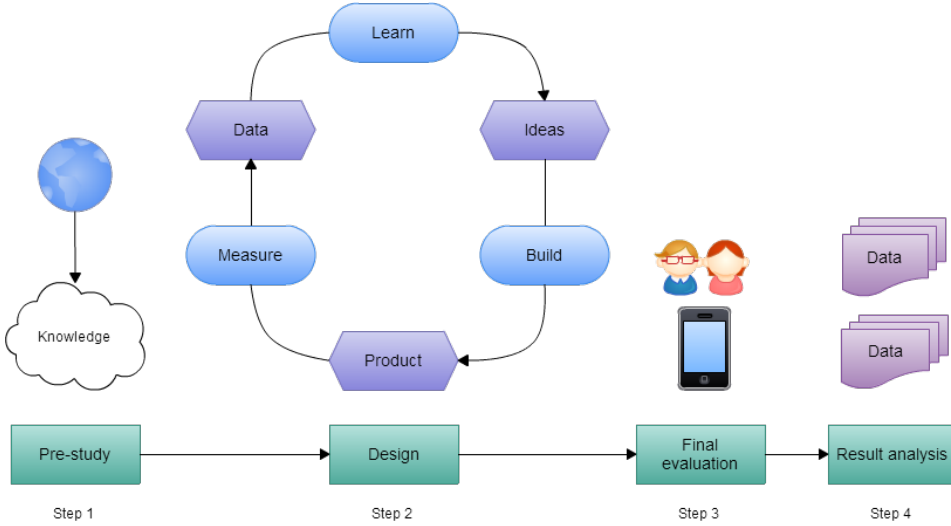 Learn
Data
Ideas
Measure
Build
Knowledge
Product
Data
Data
Pre-study
Design
Final
evaluation
Result analysis
Step 1
Step 2
Step 3
Step 4